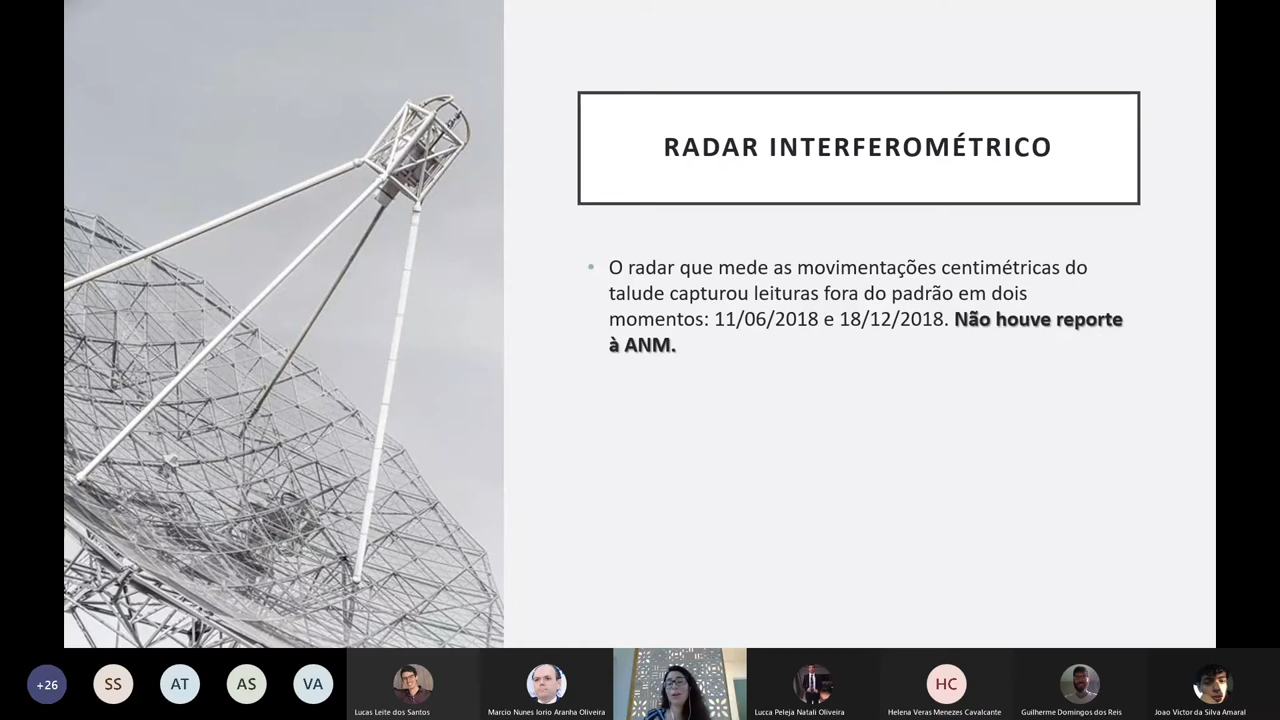 RADAR INTERFEROMÉTRICO
• O radar que mede as movimentações centimétricas do
talude capturou leituras fora do padrão em dois
momentos: 11/06/2018 e 18/12/2018. Não houve reporte
à ANM.
+26
SS
AT
AS
VA
Lucas Leite dos Santos
Marcio Nunes Iorio Aranha Oliveira
Lucca Peleja Natali Oliveira
HC
Helena Veras Menezes Cavalcante
Guilherme Domingos dos Reis
Joao Victor da Silva Amaral